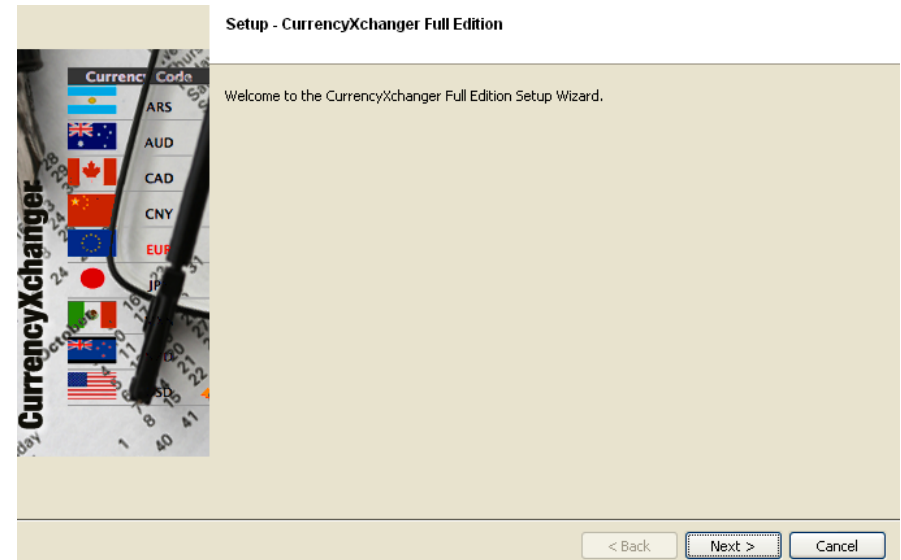 Setup - CurrencyXchanger Full Edition
Welcome to the CurrencyXchanger Full Edition Setup Wizard.
CurrencyXchanger
Currency Code
ARS
AUD
CAD
CNY
EUR
October
< Back
Next >
Cancel